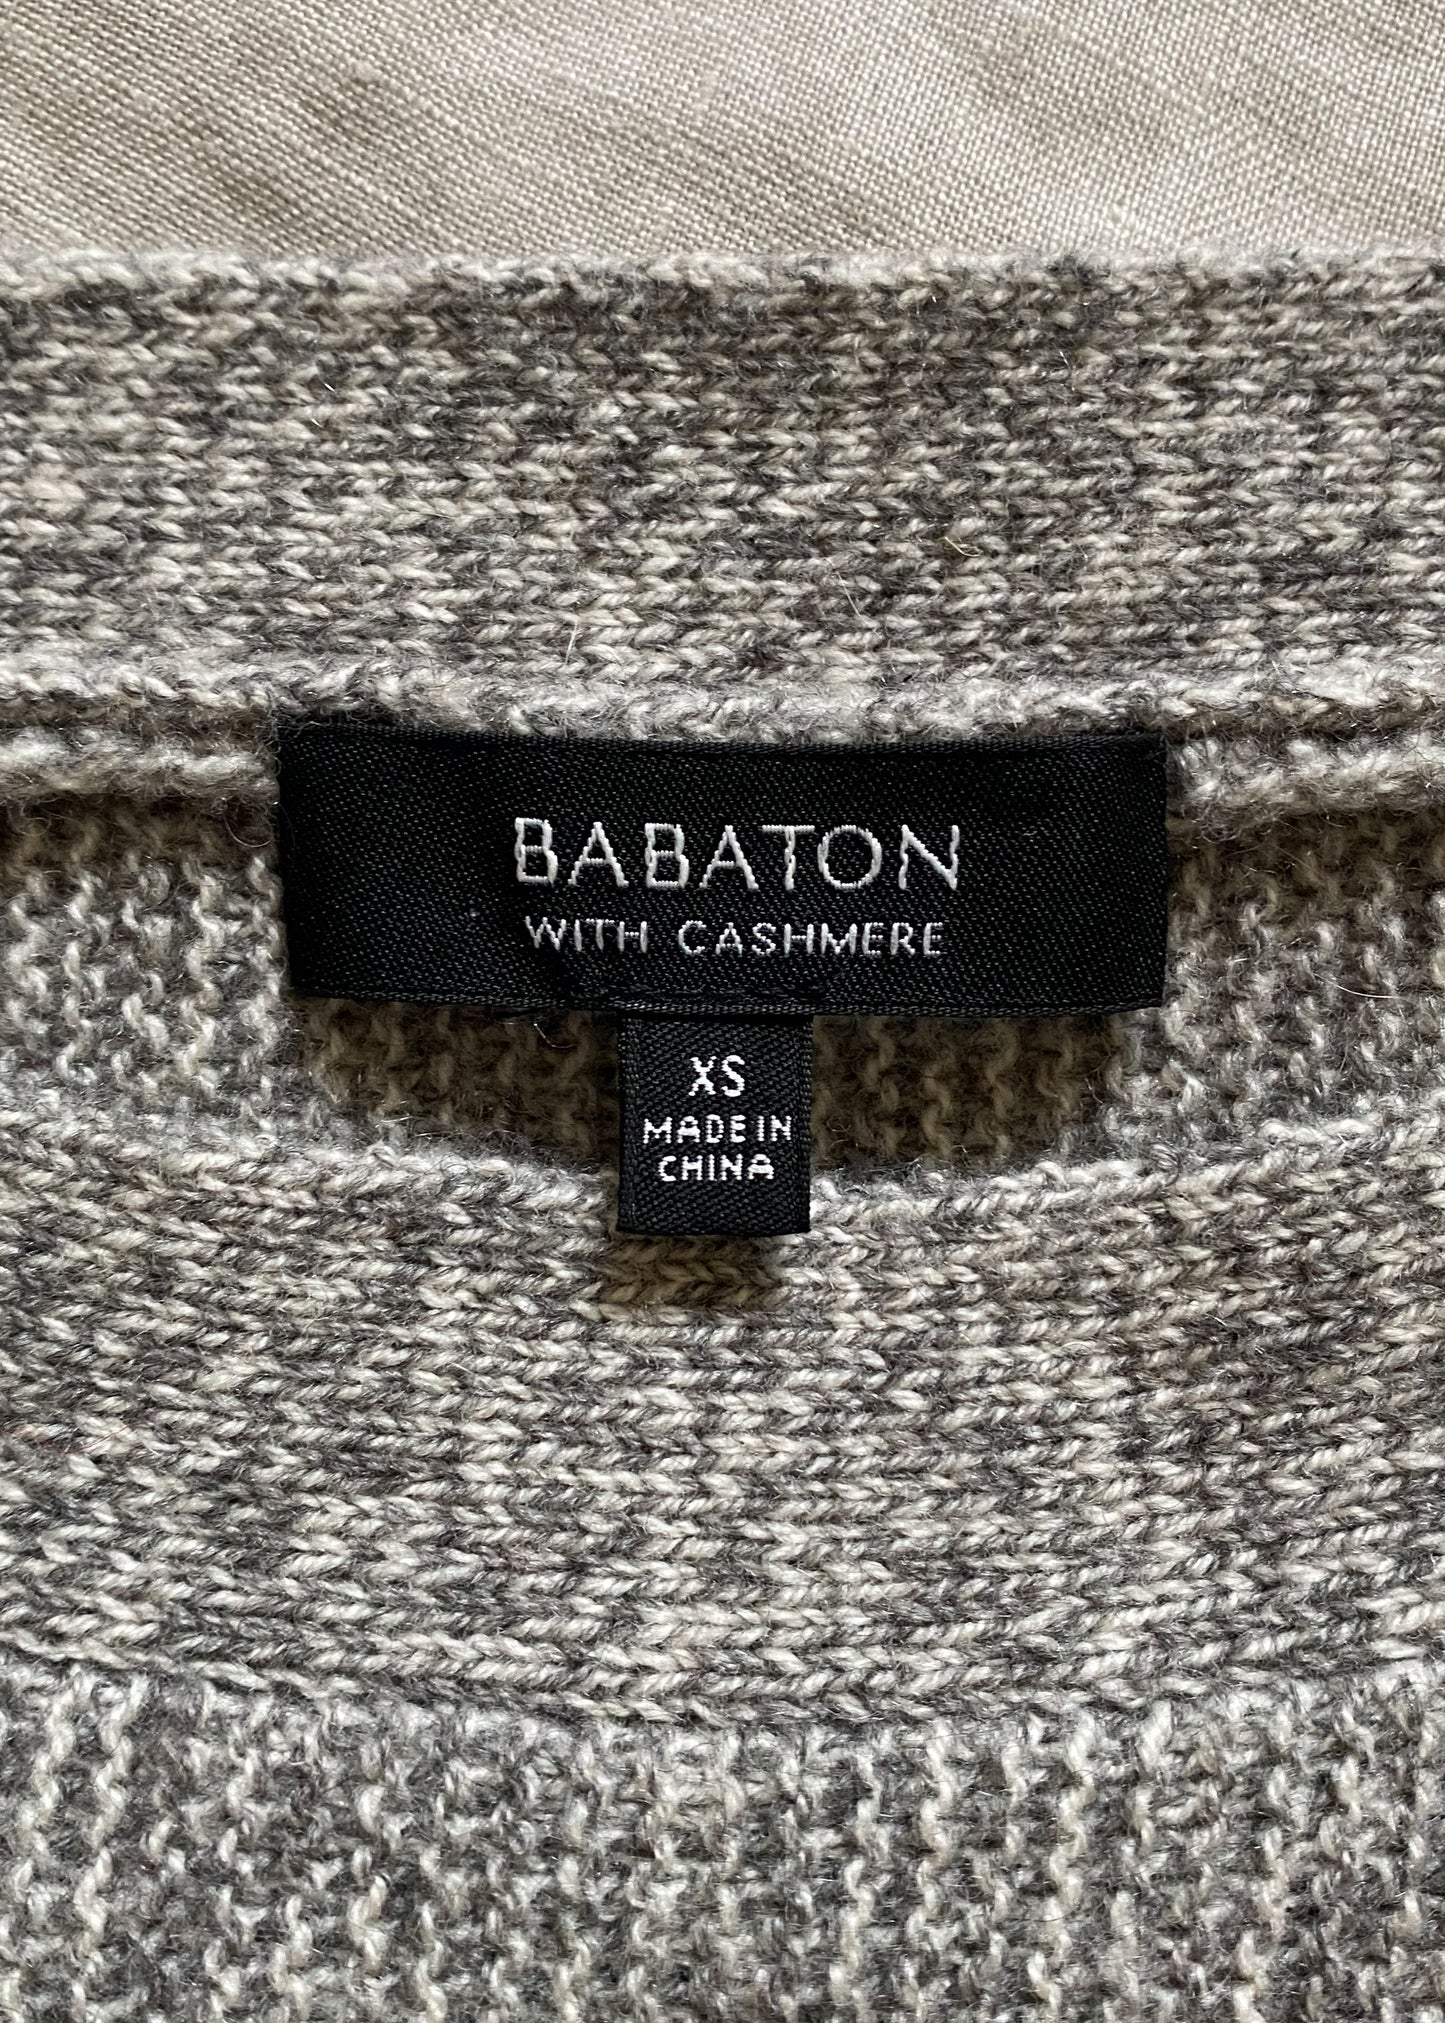 BABATON
WITH CASHMERE
XS
MADE IN
CHINA